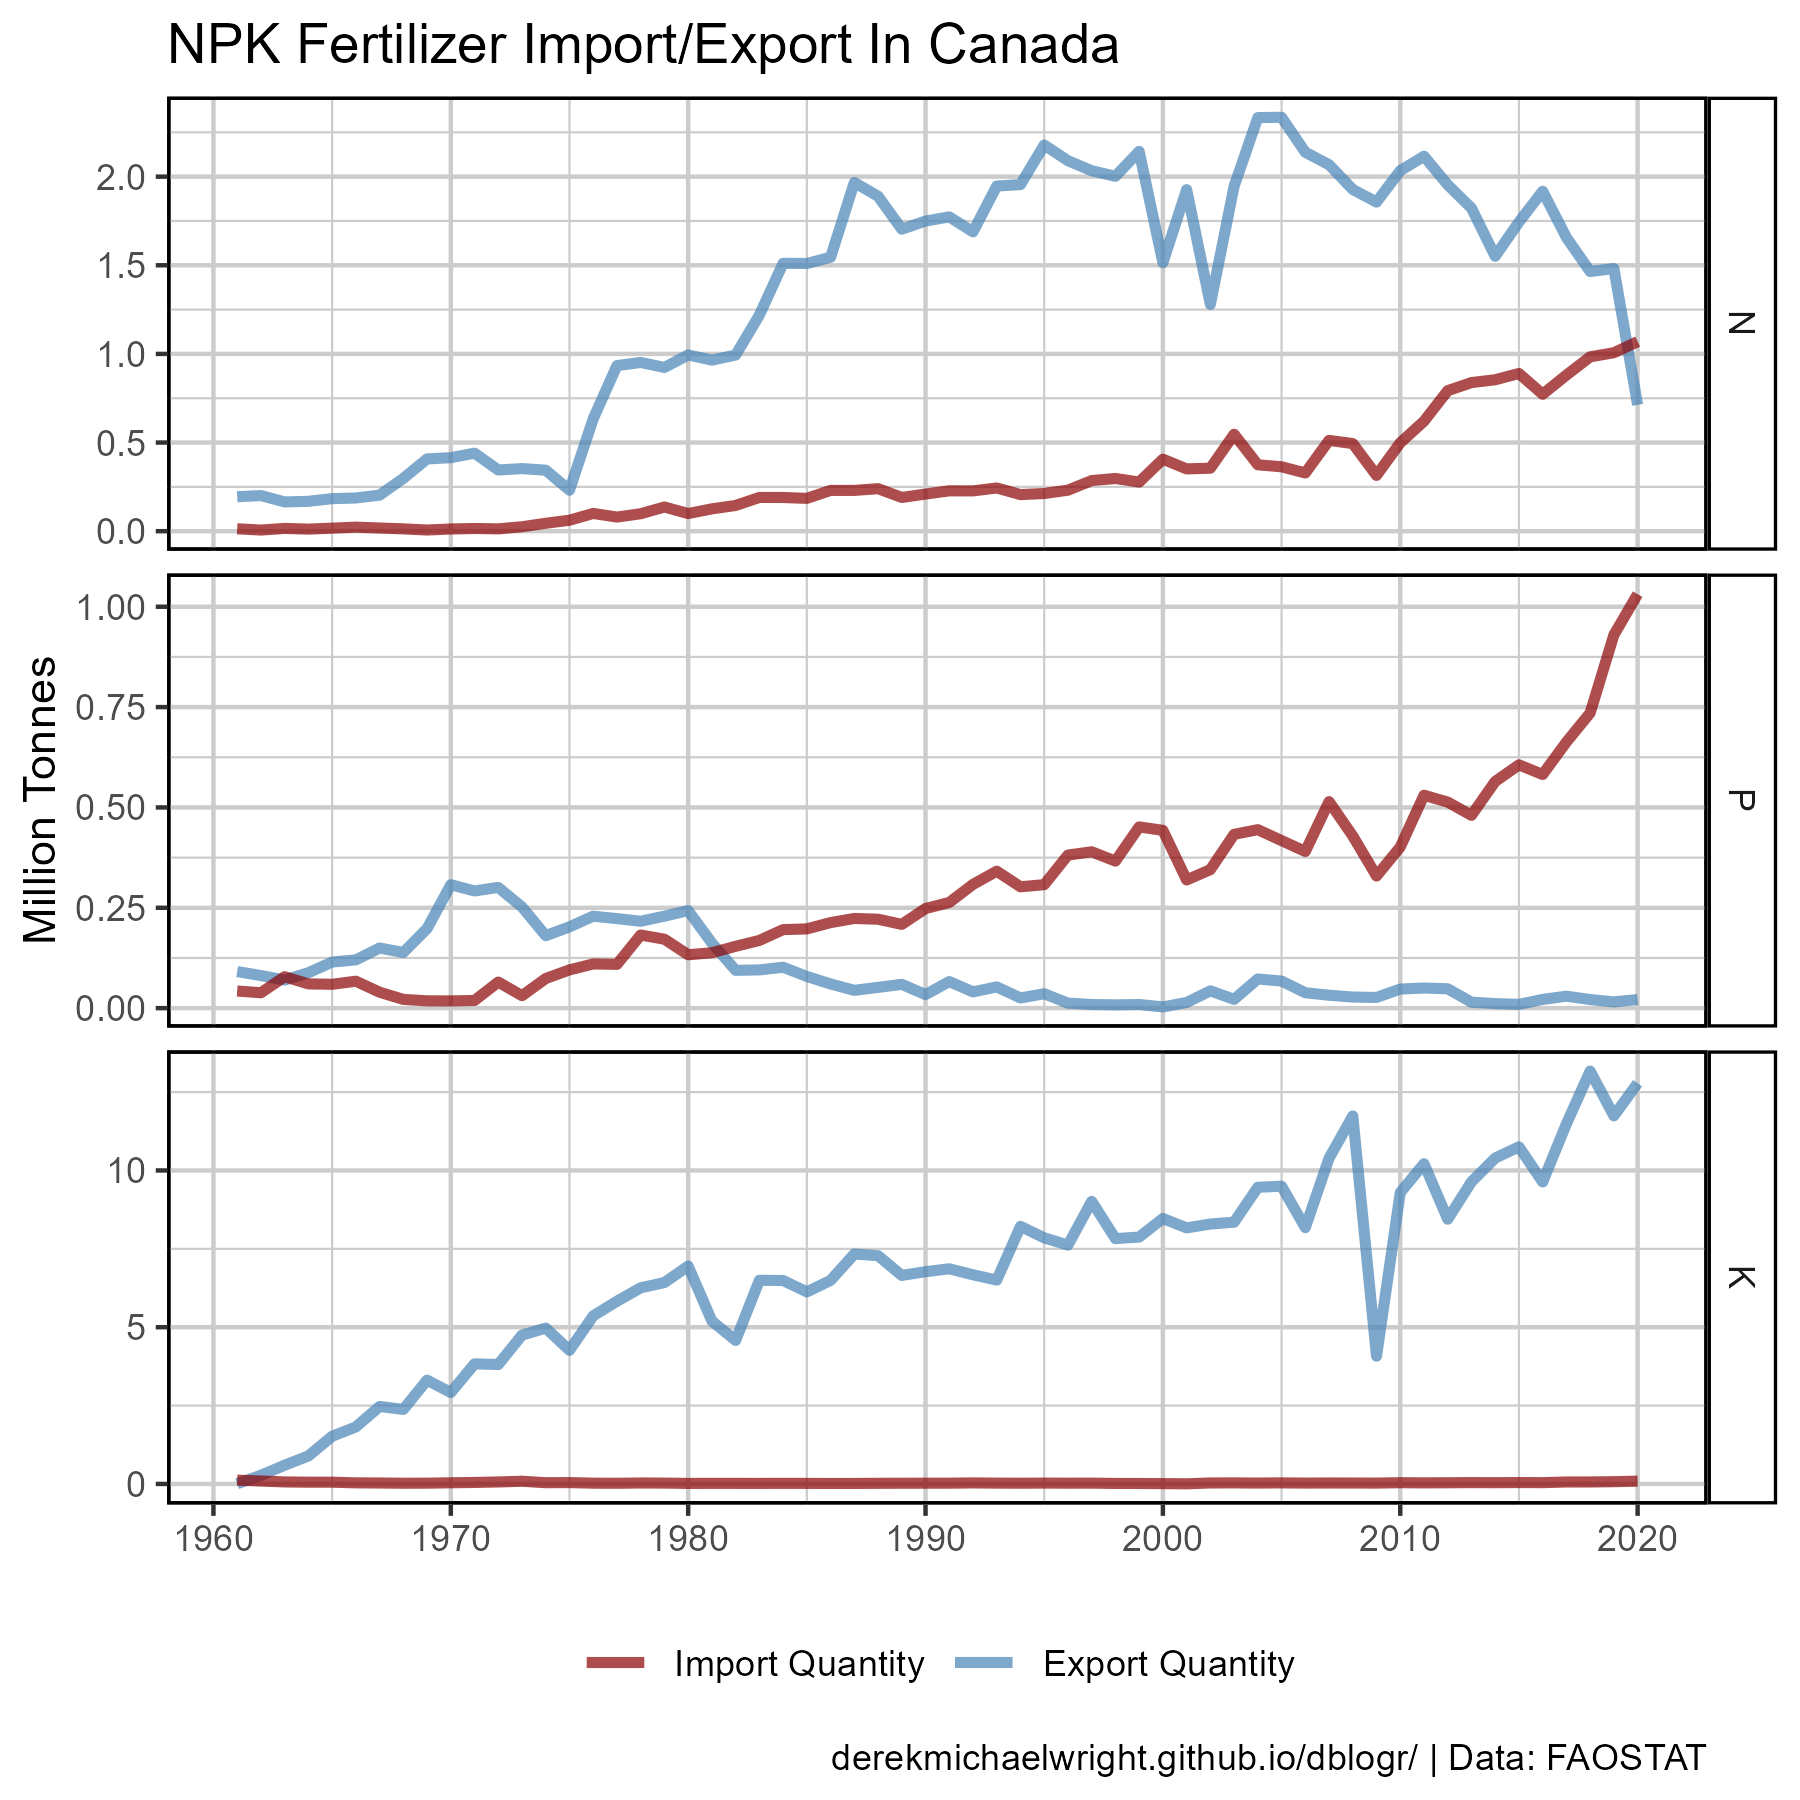 NPK Fertilizer Import/Export In Canada
2.0
1.5
1.0
0.5
0.0
N
1.00
0.75
0.50
0.25
0.00
P
Million Tonnes
10
5
0
K
1960 1970 1980 1990 2000 2010 2020
Import Quantity Export Quantity
derekmichaelwright.github.io/dblogr/ | Data: FAOSTAT